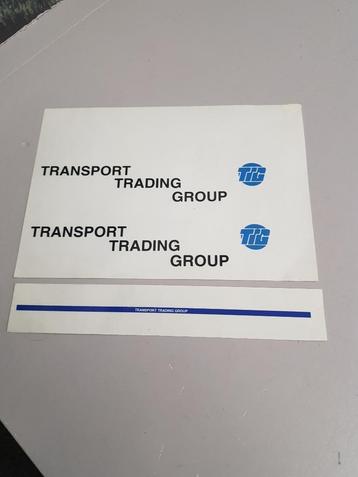 TRANSPORT
TRADING
GROUP
TTG
TRANSPORT
TRADING
GROUP
TTG
TRANSPORT TRADING GROUP